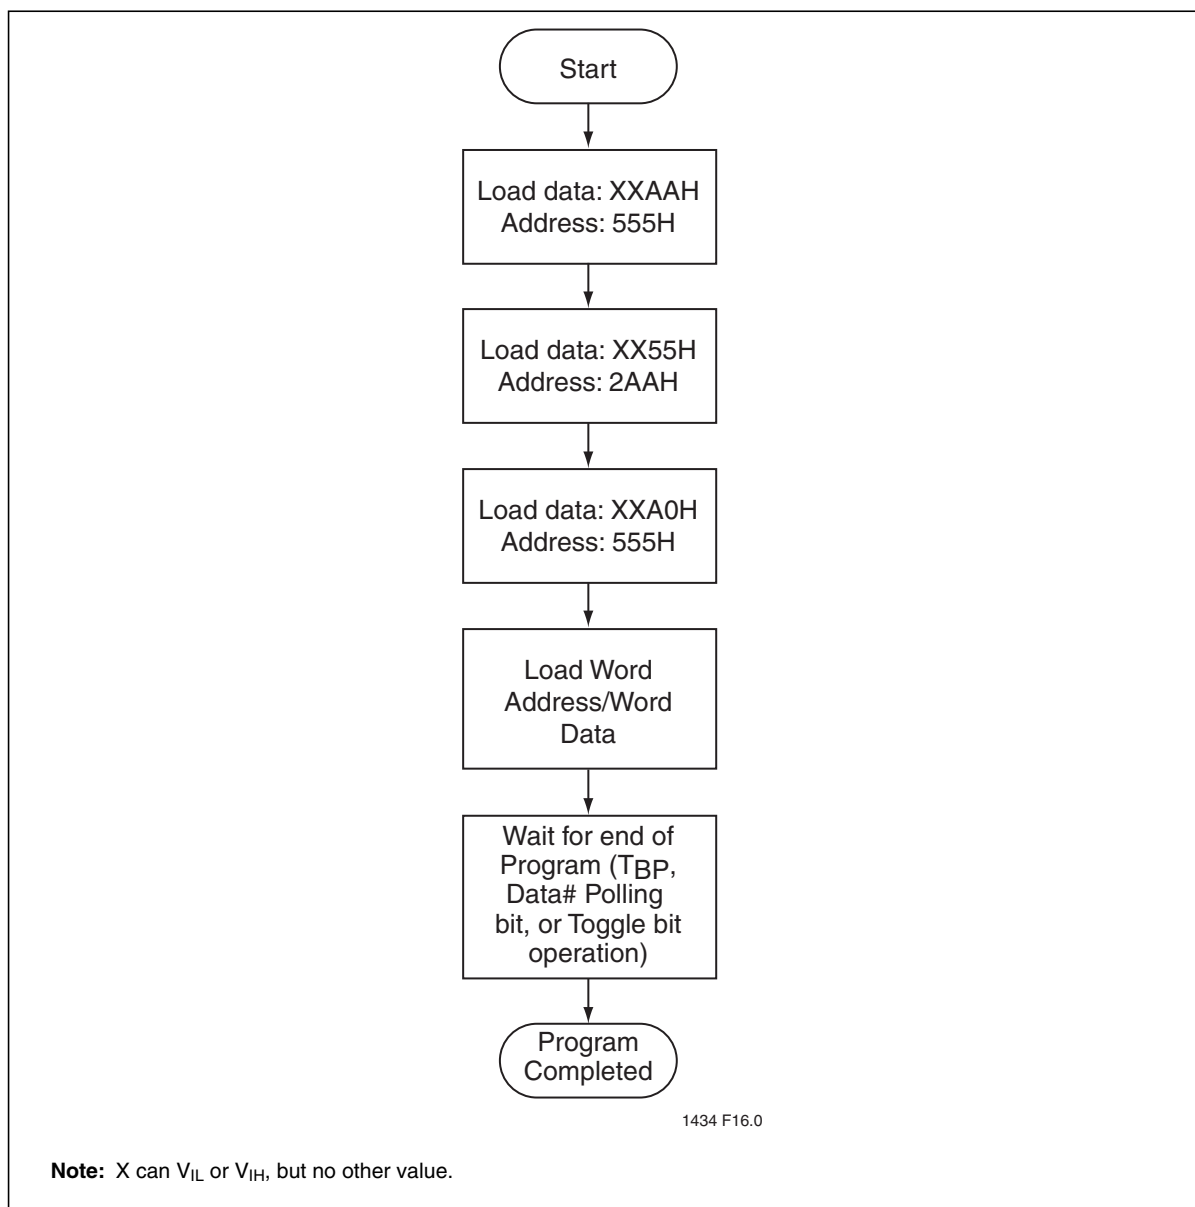 Start
Load data: XXAAH
Address: 555H
Load data: XX55H
Address: 2AAH
Load data: XXA0H
Address: 555H
Load Word
Address/Word
Data
Wait for end of
Program (TBP,
Data# Polling
bit, or Toggle bit
operation)
Program
Completed
1434 F16.0
Note: X can VIL or VIH, but no other value.